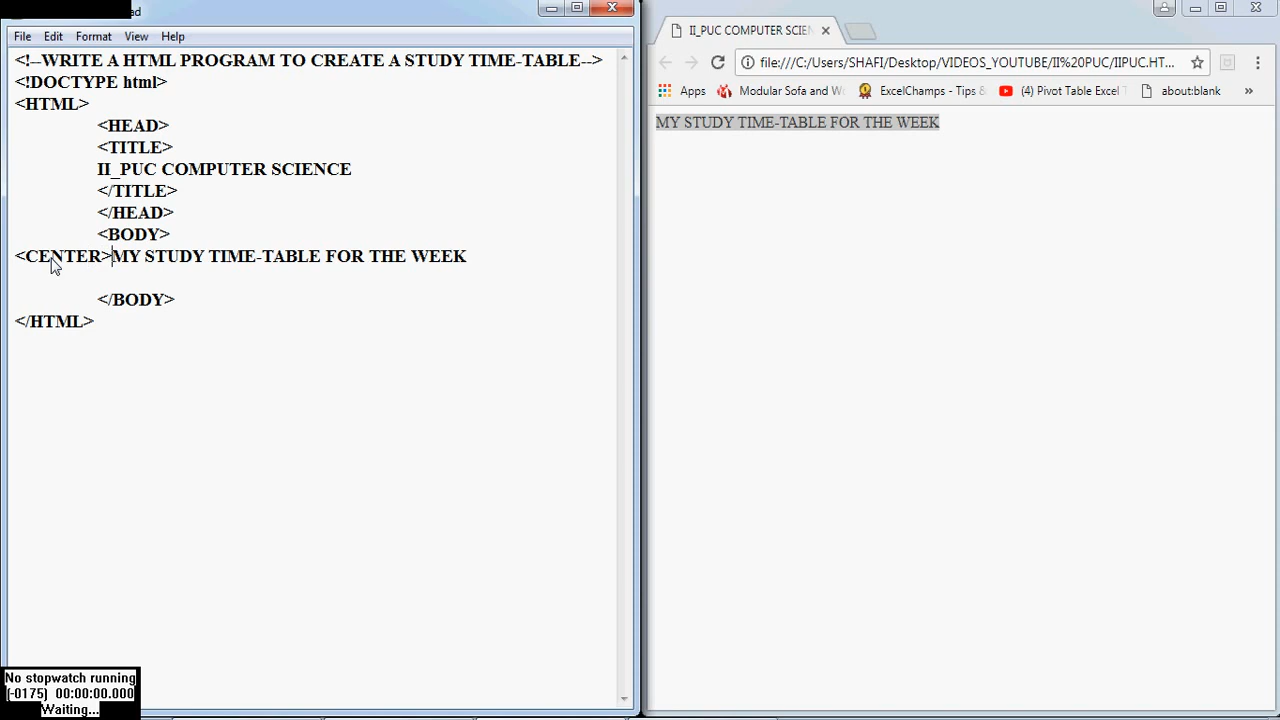 ad
File Edit Format View Help
<!--WRITE A HTML PROGRAM TO CREATE A STUDY TIME-TABLE-->
<!DOCTYPE html>
<HTML>
<HEAD>
<TITLE>
II_PUC COMPUTER SCIENCE
</TITLE>
</HEAD>
<BODY>
<CENTER>MY STUDY TIME-TABLE FOR THE WEEK
</BODY>
</HTML>
No stopwatch running
[-0175] 00:00:00.000
Waiting...
II_PUC COMPUTER SCIEN
file:///C:/Users/SHAFI/Desktop/VIDEOS_YOUTUBE/II%20PUC/IIPUC.HT...
Apps Modular Sofa and Wo ExcelChamps - Tips & (4) Pivot Table Excel about:blank »
MY STUDY TIME-TABLE FOR THE WEEK